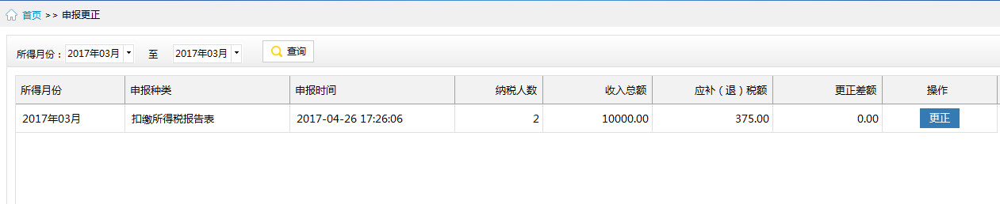 首页 >> 申报更正
所得月份： 2017年03月 至 2017年03月 查询
所得月份 申报种类 申报时间 纳税人数 收入总额 应补（退）税额 更正差额 操作
2017年03月 扣缴所得税报告表 2017-04-26 17:26:06 2 10000.00 375.00 0.00 更正